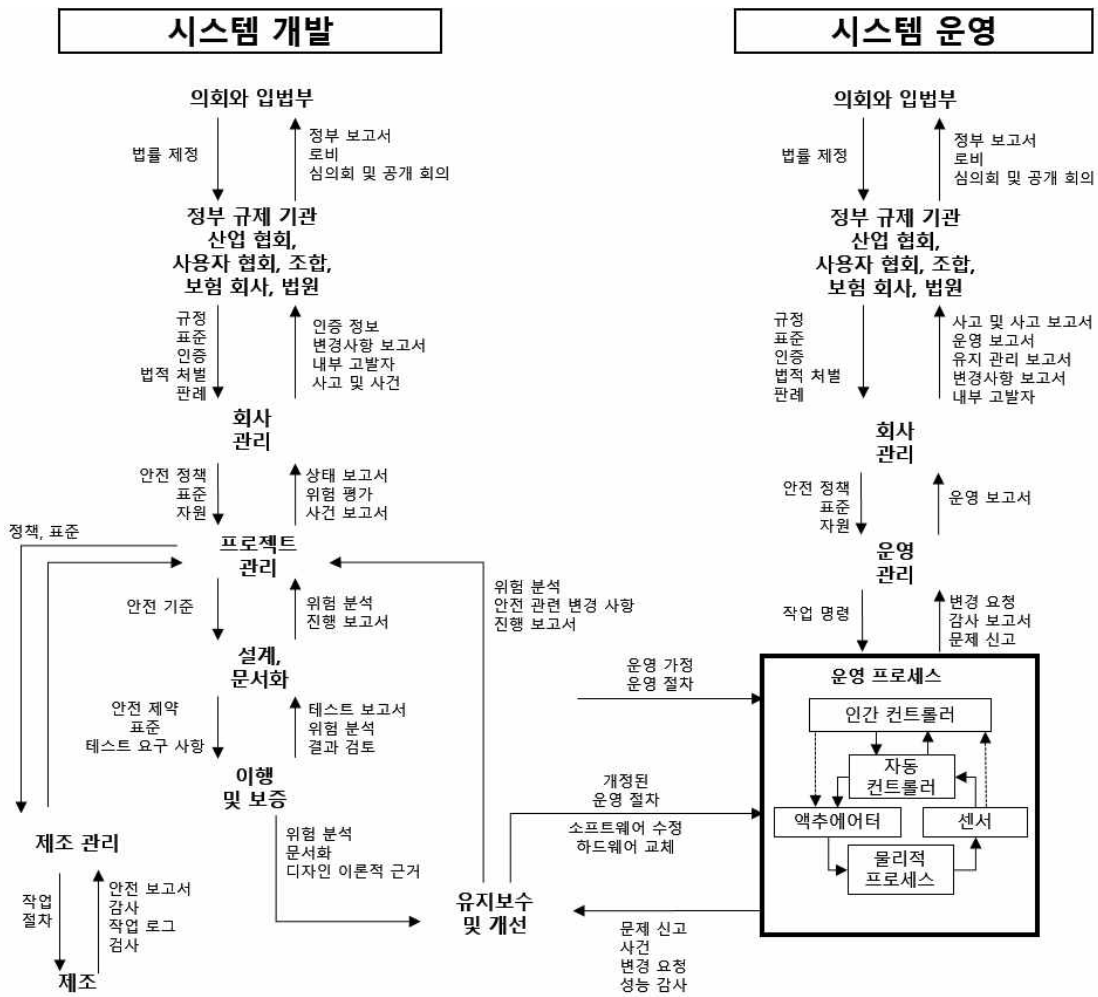 시스템 개발
의회와 입법부
법률 제정
정부 보고서
로비
심의회 및 공개 회의
정부 규제 기관
산업 협회,
사용자 협회, 조합,
보험 회사, 법원
규정
표준
인증
법적 처벌
판례
인증 정보
변경사항 보고서
내부 고발자
사고 및 사건
회사
관리
안전 정책
표준
자원
상태 보고서
위험 평가
사건 보고서
정책, 표준
프로젝트
관리
안전 기준
위험 분석
진행 보고서
설계,
문서화
안전 제약
표준
테스트 요구 사항
테스트 보고서
위험 분석
결과 검토
이행
및 보증
위험 분석
문서화
디자인 이론적 근거
제조 관리
작업
절차
안전 보고서
감사
작업 로그
검사
제조
위험 분석
안전 관련 변경 사항
진행 보고서
유지보수
및 개선
운영 가정
운영 절차
개정된
운영 절차
소프트웨어 수정
하드웨어 교체
문제 신고
사건
변경 요청
성능 감사
시스템 운영
의회와 입법부
법률 제정
정부 보고서
로비
심의회 및 공개 회의
정부 규제 기관
산업 협회,
사용자 협회, 조합,
보험 회사, 법원
규정
표준
인증
법적 처벌
판례
사고 및 사고 보고서
운영 보고서
유지 관리 보고서
변경사항 보고서
내부 고발자
회사
관리
안전 정책
표준
자원
운영 보고서
운영
관리
작업 명령
변경 요청
감사 보고서
문제 신고
운영 프로세스
인간 컨트롤러
자동
컨트롤러
액추에이터
센서
물리적
프로세스